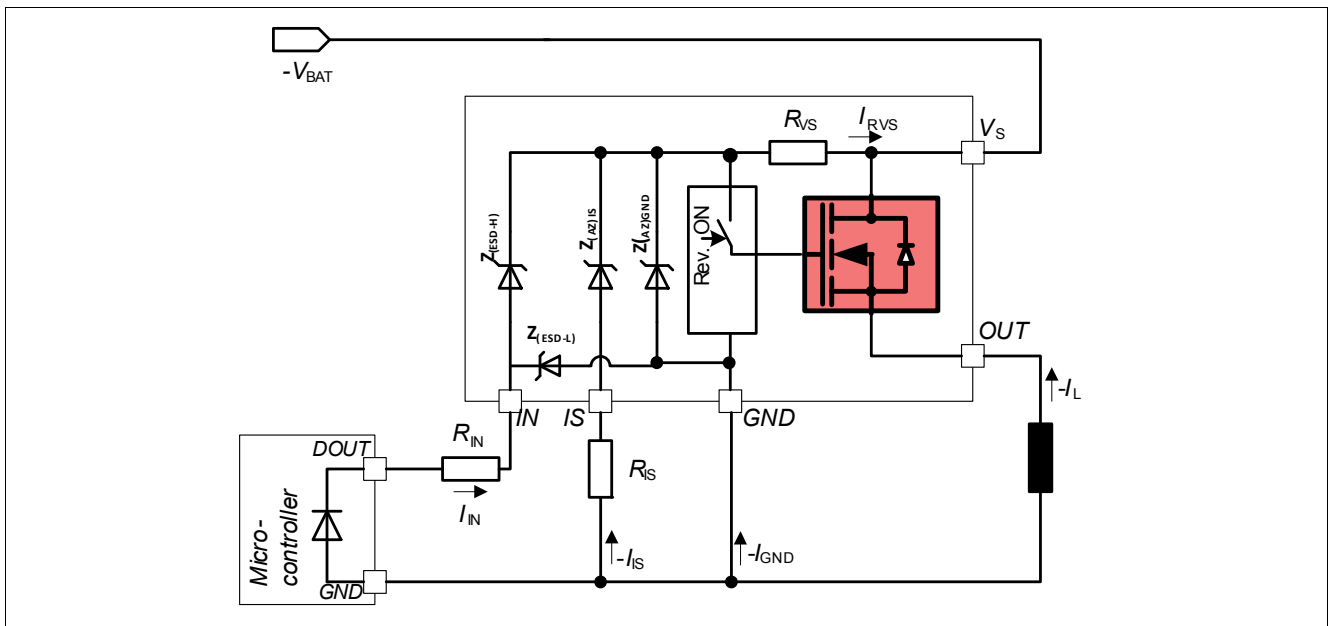 -VBAT
RVS
IRVS
VS
Z(ESD-H)
Z(AZ)IS
Z(AZ)GND
Rev. ON
Z(ESD-L)
OUT
-IL
IN
IS
GND
DOUT
RIN
RIS
IIN
Micro-
controller
-IIS
-IGND
GND